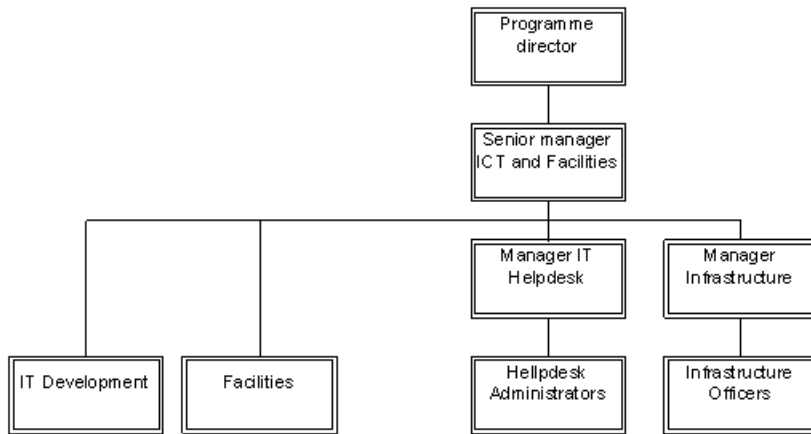 Programme
director
Senior manager
ICT and Facilities
Manager IT
Helpdesk
Manager
Infrastructure
IT Development
Facilities
Hellpdesk
Administrators
Infrastructure
Officers